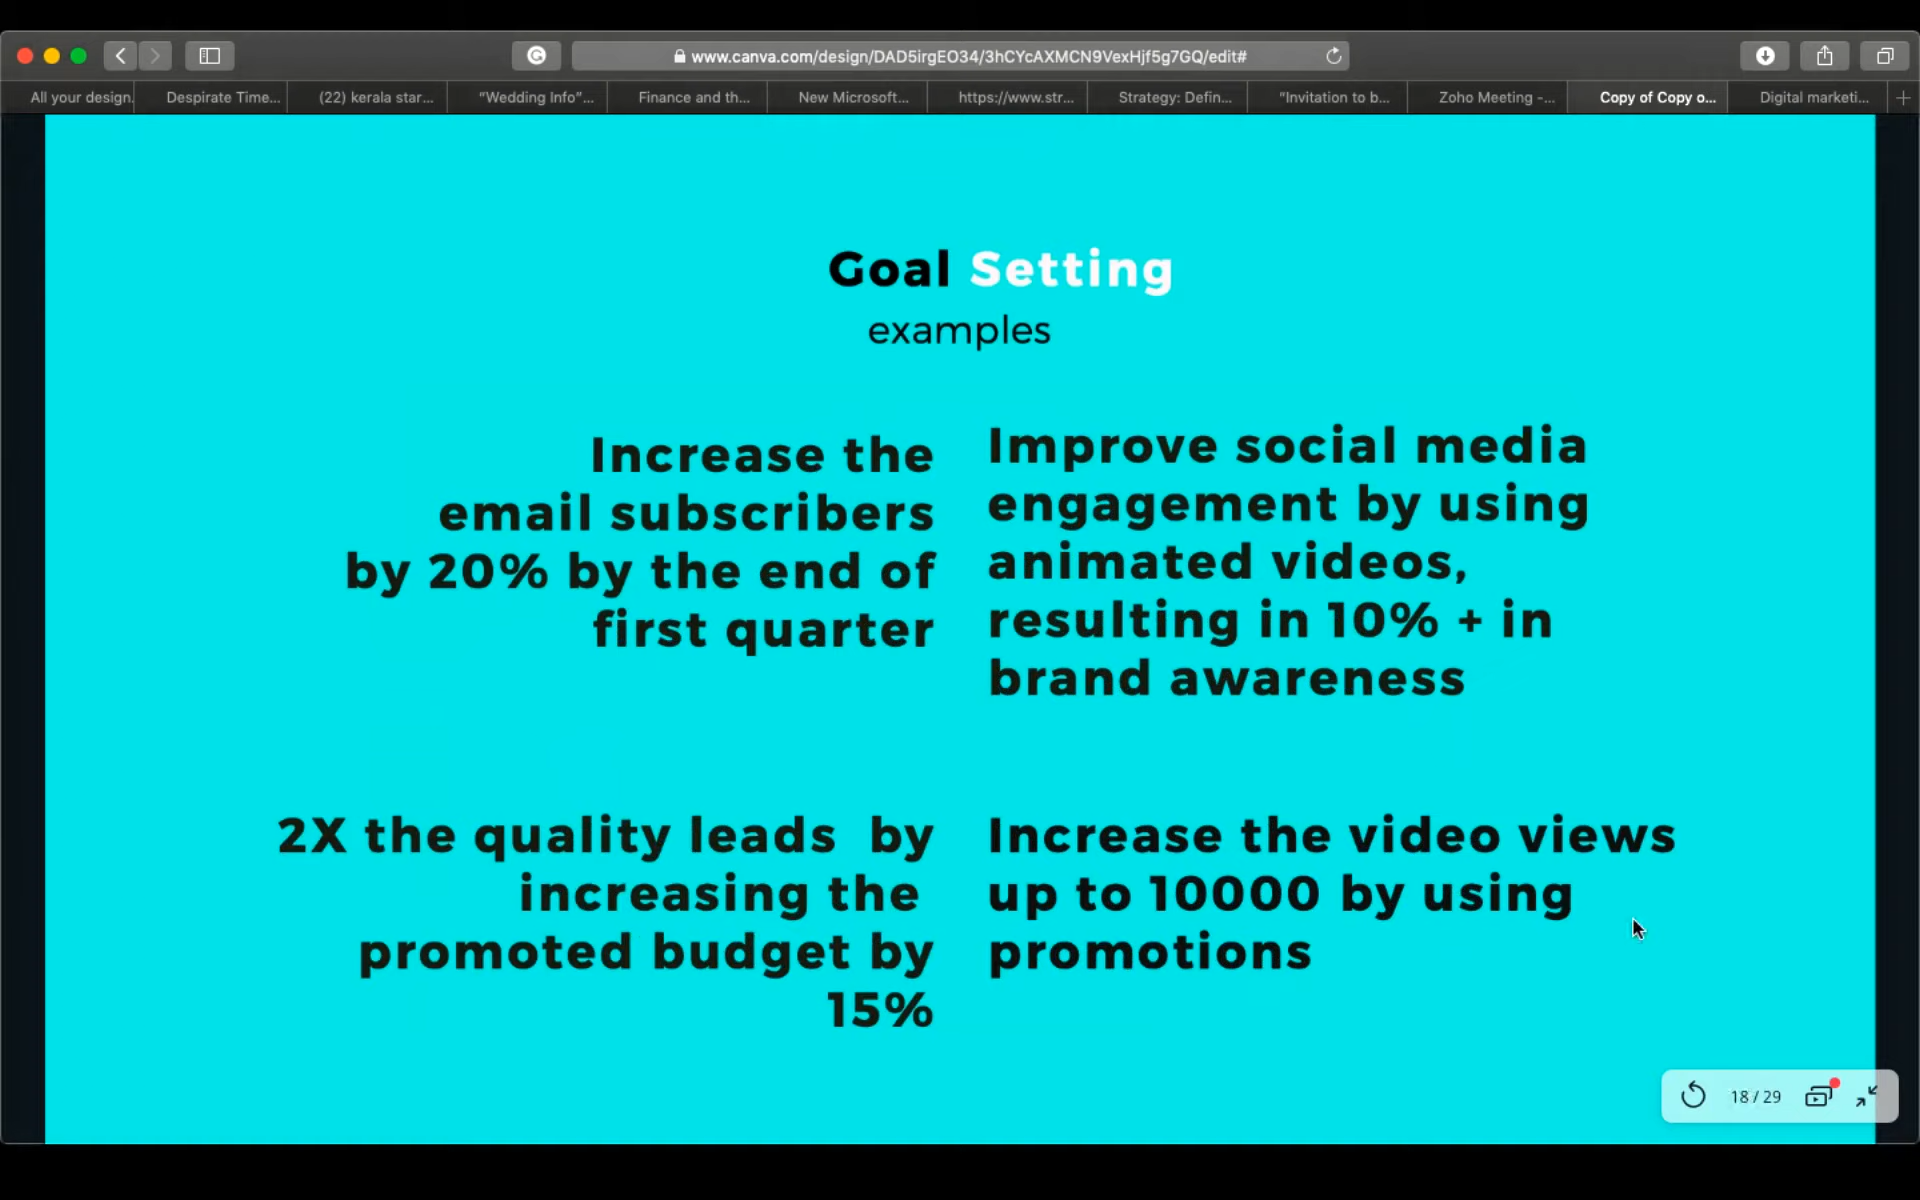 www.canva.com/design/DAD5irgEO34/3hCYcAXMCN9VexHjf5g7GQ/edit#
All your design. Despirate Time... (22) kerala star... “Wedding Info”... Finance and th... New Microsoft... https://www.str... Strategy: Defin... “Invitation to b... Zoho Meeting -... Copy of Copy o... Digital marketi...
Goal Setting
examples
Increase the
email subscribers
by 20% by the end of
first quarter
Improve social media
engagement by using
animated videos,
resulting in 10% + in
brand awareness
2X the quality leads by
increasing the
promoted budget by
15%
Increase the video views
up to 10000 by using
promotions
18 / 29